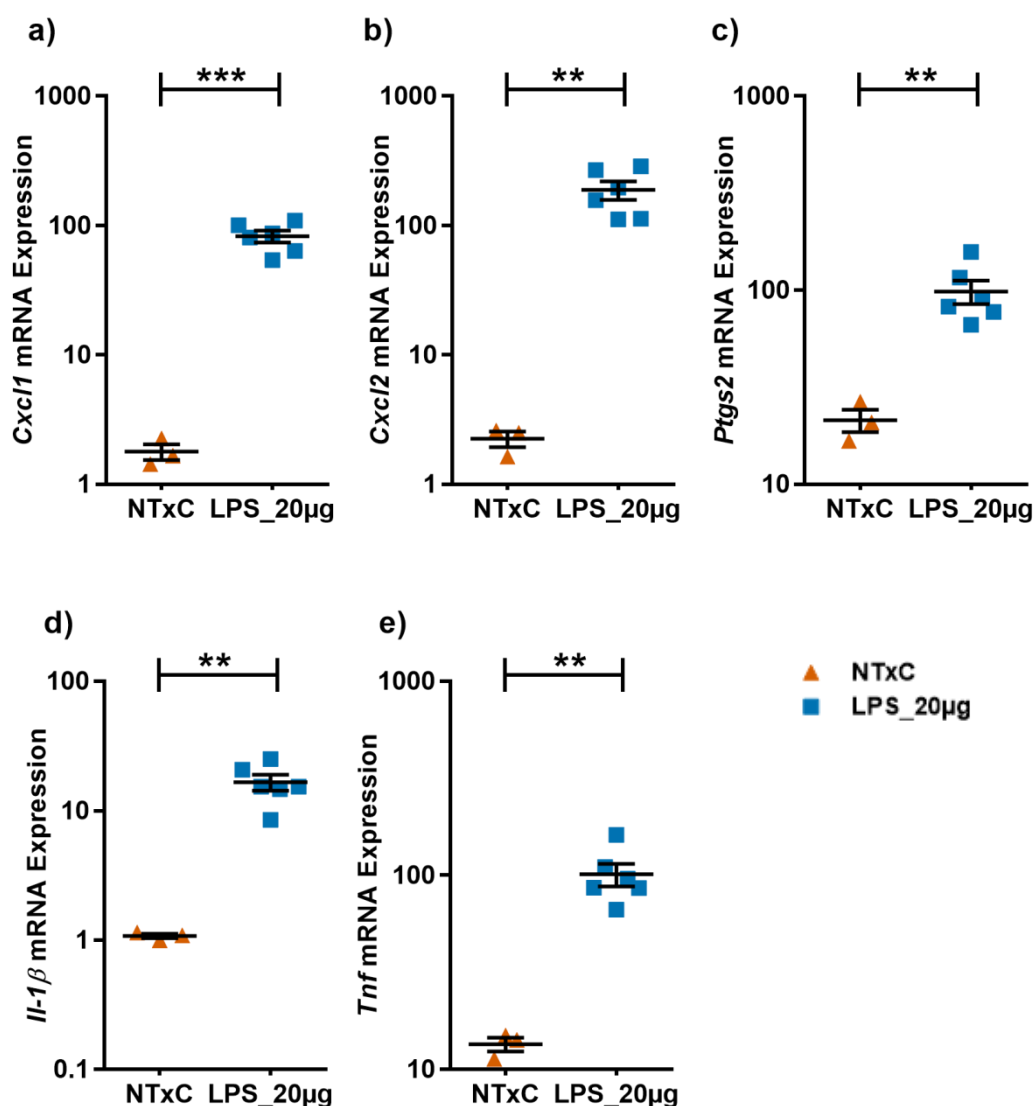 a)
***
1000
100
10
1
Cxcl1 mRNA Expression
NTxC LPS_20µg
b)
**
1000
100
10
1
Cxcl2 mRNA Expression
NTxC LPS_20µg
c)
**
1000
100
10
Ptgs2 mRNA Expression
NTxC LPS_20µg
d)
**
100
10
1
0.1
Il-1β mRNA Expression
NTxC LPS_20µg
e)
**
1000
100
10
Tnf mRNA Expression
NTxC LPS_20µg
NTxC
LPS_20µg